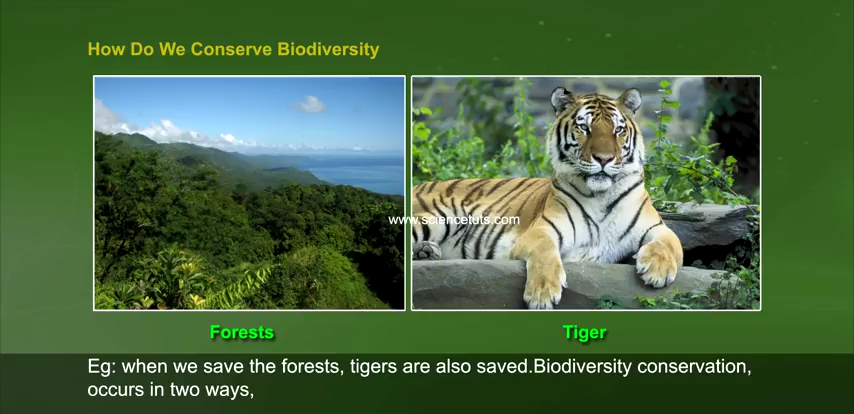 How Do We Conserve Biodiversity
www.sciencetuts.com
Forests
Tiger
Eg: when we save the forests, tigers are also saved.Biodiversity conservation,
occurs in two ways,